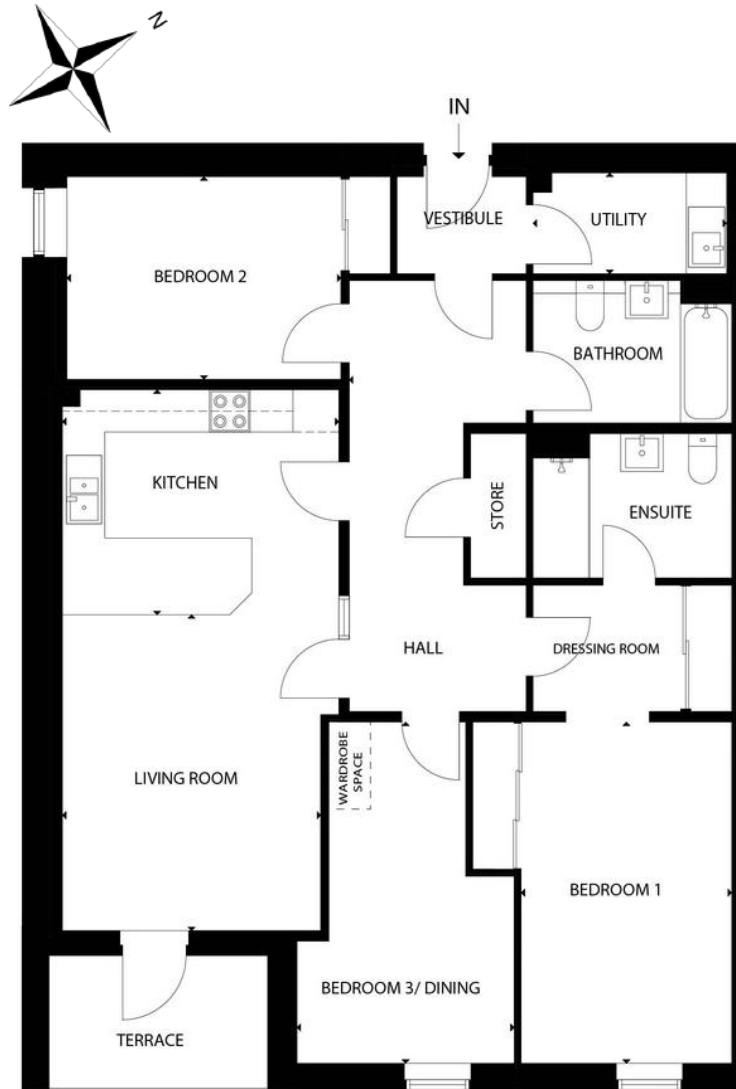 N
IN
VESTIBULE
UTILITY
BEDROOM 2
BATHROOM
KITCHEN
STORE
ENSUITE
HALL
DRESSING ROOM
WARDROBE
SPACE
LIVING ROOM
BEDROOM 1
BEDROOM 3/ DINING
TERRACE